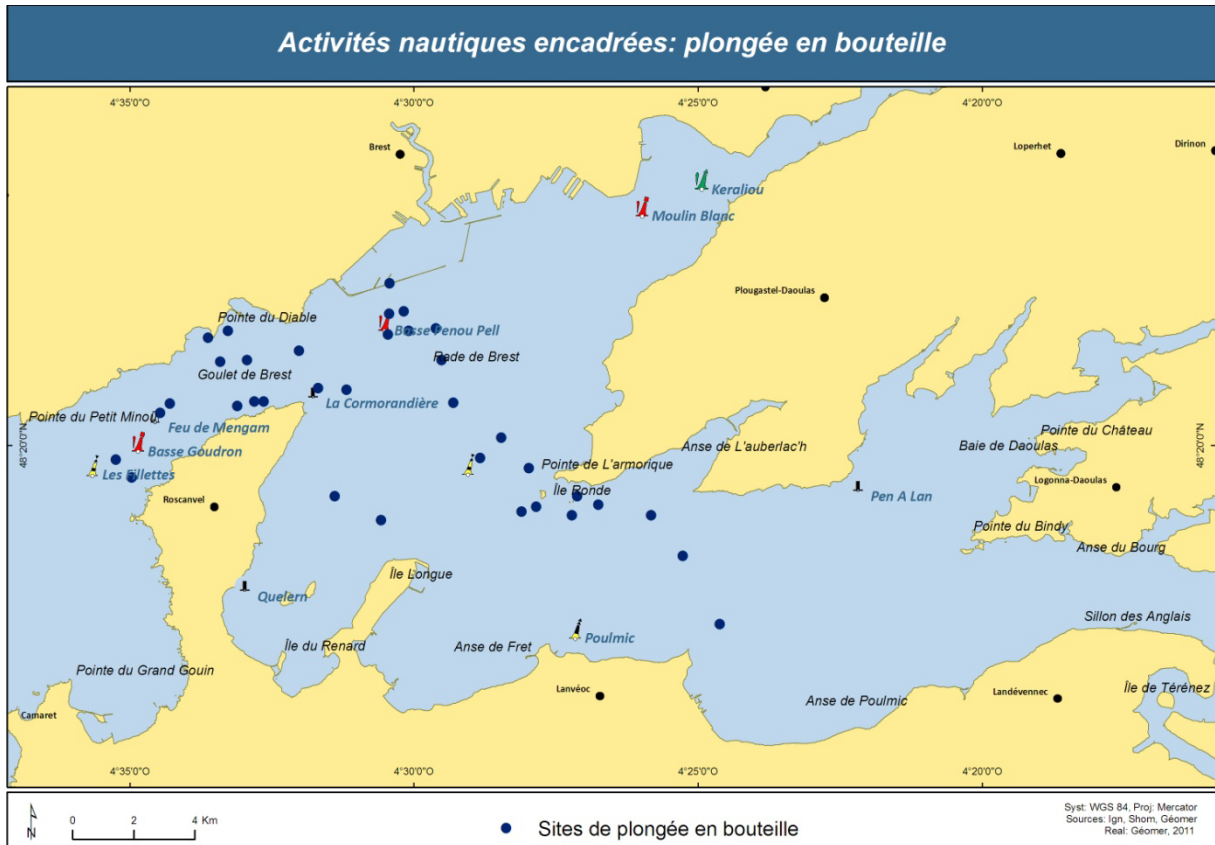 Activités nautiques encadrées: plongée en bouteille
4°35'0"O
4°30'0"O
4°25'0"O
4°20'0"O
Brest
Loperhet
Dirinon
Keraliou
Moulin Blanc
Plougastel-Daoulas
Pointe du Diable
Basse Penou Pell
Rade de Brest
Goulet de Brest
La Cormorandière
Pointe du Petit Minou
Feu de Mengam
Pointe du Château
48°20'0"N
Basse Goudron
Anse de L'auberlac'h
Baie de Daoulas
48°20'0"N
Les Fillettes
Pointe de L'armorique
Île Ronde
Logonna-Daoulas
Roscanvel
Pen A Lan
Pointe du Bindy
Anse du Bourg
Île Longue
Quelern
Sillon des Anglais
Poulmic
Île du Renard
Anse de Fret
Pointe du Grand Gouin
Lanvéoc
Anse de Poulmic
Landévennec
Île de Térénez
Camaret
4°35'0"O
4°30'0"O
4°25'0"O
4°20'0"O
N
0 2 4 Km
Sites de plongée en bouteille
Syst: WGS 84, Proj: Mercator
Sources: Ign, Shom, Géomer
Real: Géomer, 2011